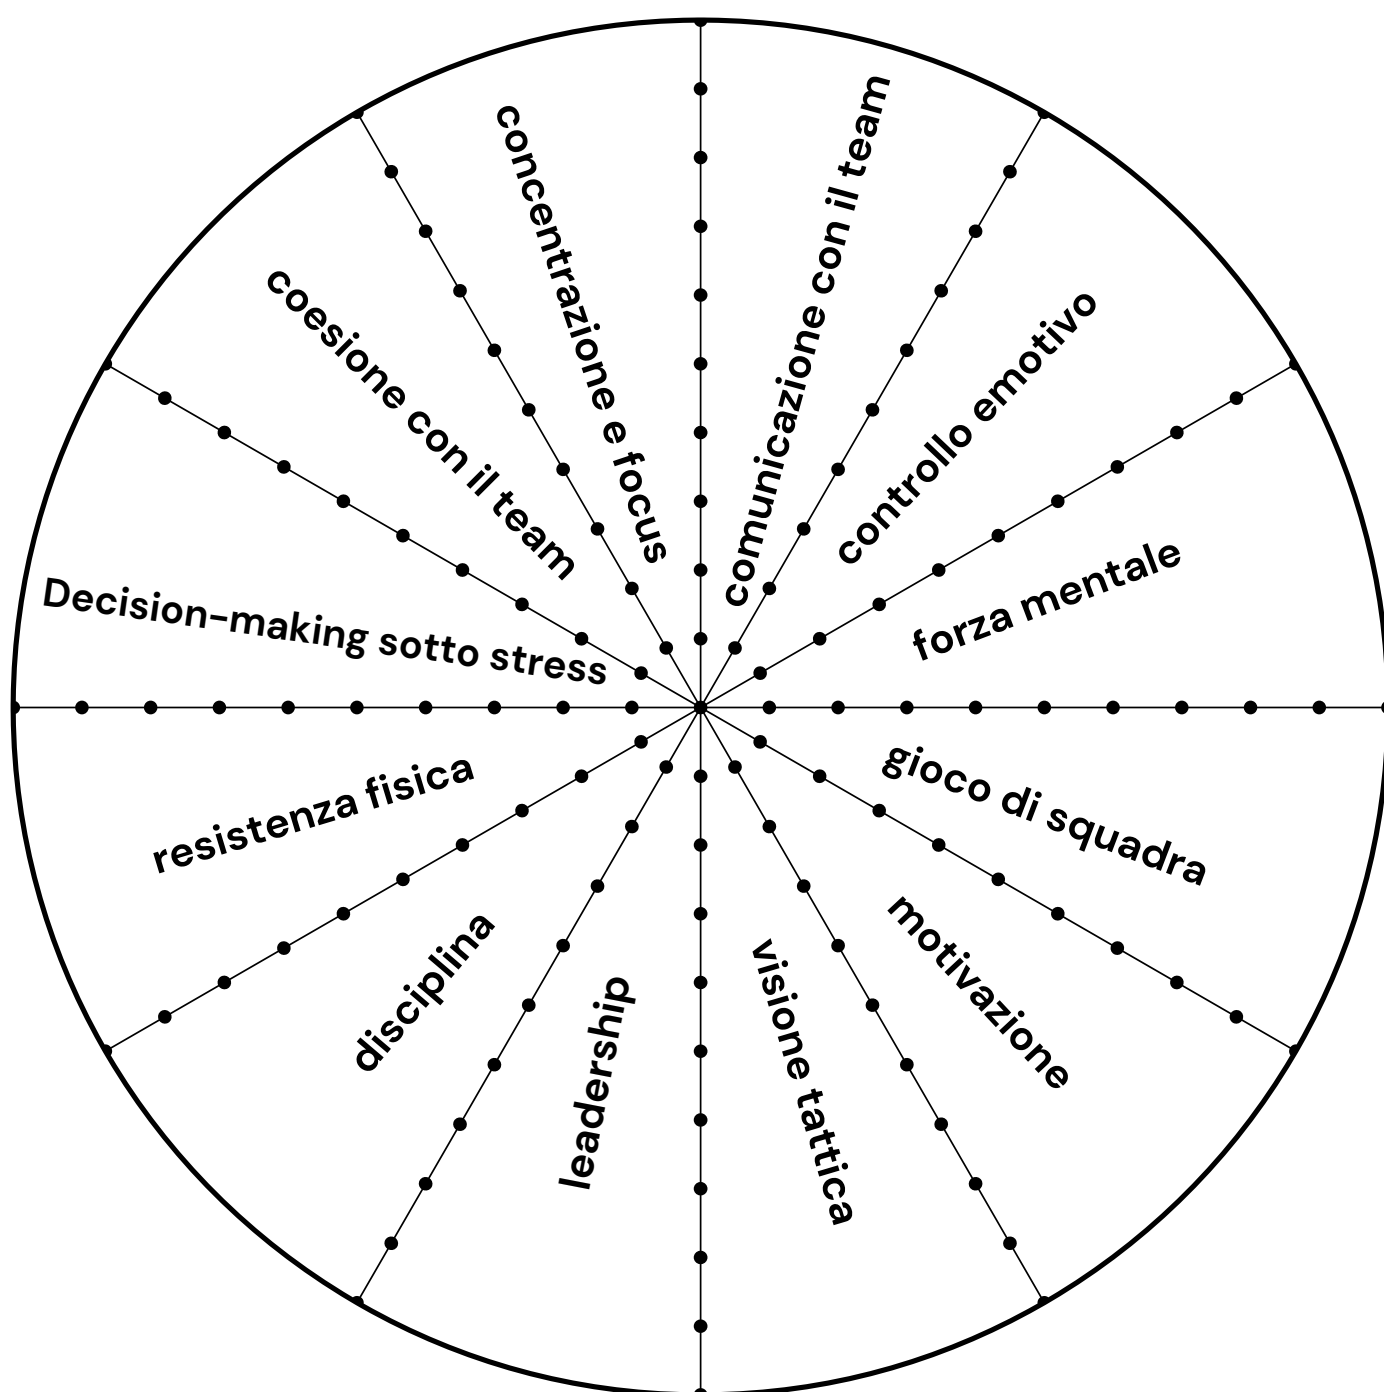 comunicazione con il team
controllo emotivo
forza mentale
gioco di squadra
motivazione
visione tattica
leadership
disciplina
resistenza fisica
Decision-making sotto stress
coesione con il team
concentrazione e focus